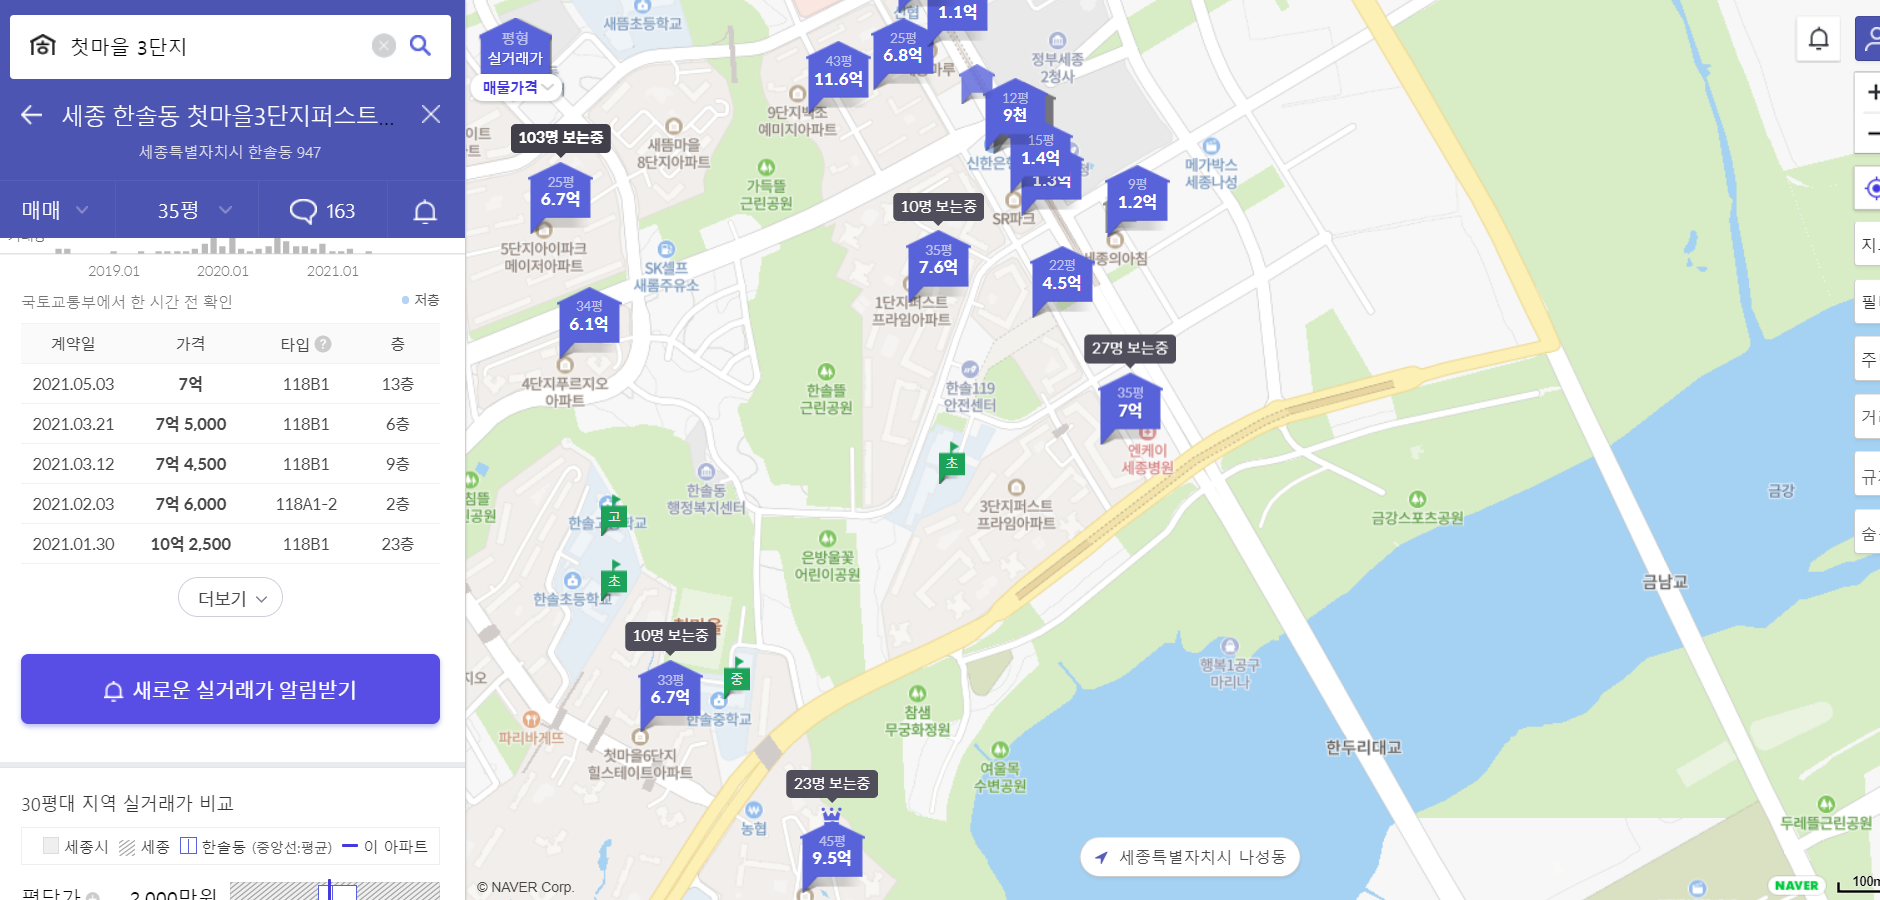 첫마을 3단지
세종 한솔동 첫마을3단지퍼스트...
세종특별자치시 한솔동 947
매매
35평
163
2019.01
2020.01
2021.01
국토교통부에서 한 시간 전 확인
저층
계약일 가격 타입 ? 층
2021.05.03 7억 118B1 13층
2021.03.21 7억 5,000 118B1 6층
2021.03.12 7억 4,500 118B1 9층
2021.02.03 7억 6,000 118A1-2 2층
2021.01.30 10억 2,500 118B1 23층
더보기
새로운 실거래가 알림받기
30평대 지역 실거래가 비교
세종시 세종 한솔동 (중앙선:평균) 이 아파트
평단가 2,000만원
평형
실거래가
매물가격
새뜸초등학교
1.1억
25평
6.8억
43평
11.6억
9단지백조
예미지아파트
정부세종
2청사
12평
9천
15평
1.4억
1.3억
신한은
메가박스
세종나성
103명 보는중
25평
6.7억
새뜸마을
8단지아파트
가득뜰
근린공원
10명 보는중
35평
7.6억
SR파크
9평
1.2억
세종의아침
22평
4.5억
5단지아이파크
메이저아파트
SK셀프
새롬주유소
1단지퍼스트
프라임아파트
34평
6.1억
4단지푸르지오
아파트
27명 보는중
35평
7억
한솔뜰
근린공원
한솔119
안전센터
엔케이
세종병원
초
3단지퍼스트
프라임아파트
한솔동
행정복지센터
고
초
한솔초등학교
은방울꽃
어린이공원
금강스포츠공원
금강
금남교
10명 보는중
33평
6.7억
중
한솔중학교
파리바게뜨
첫마을6단지
힐스테이트아파트
참샘
무궁화정원
여울목
수변공원
행복1공구
마리나
한두리대교
23명 보는중
45평
9.5억
농협
두레뜰근린공원
세종특별자치시 나성동
© NAVER Corp.
NAVER